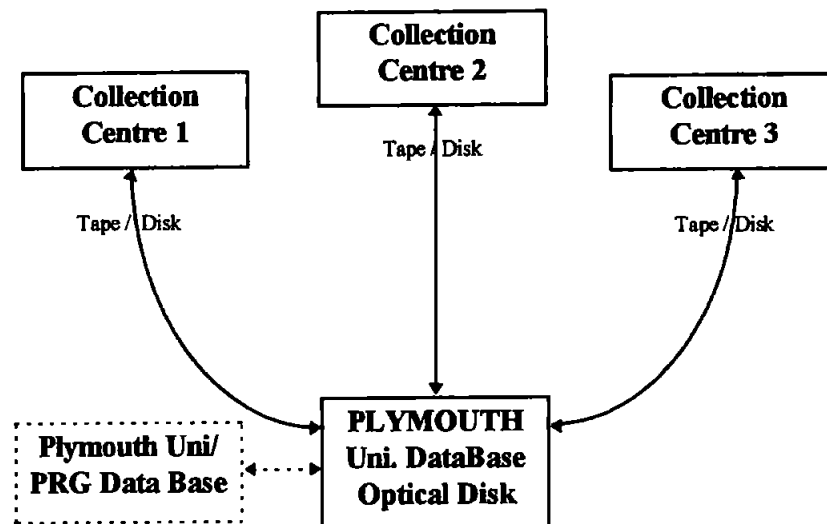 Collection
Centre 1
Collection
Centre 2
Collection
Centre 3
Tape / Disk
Tape / Disk
Tape / Disk
Plymouth Uni/
PRG Data Base
PLYMOUTH
Uni. DataBase
Optical Disk